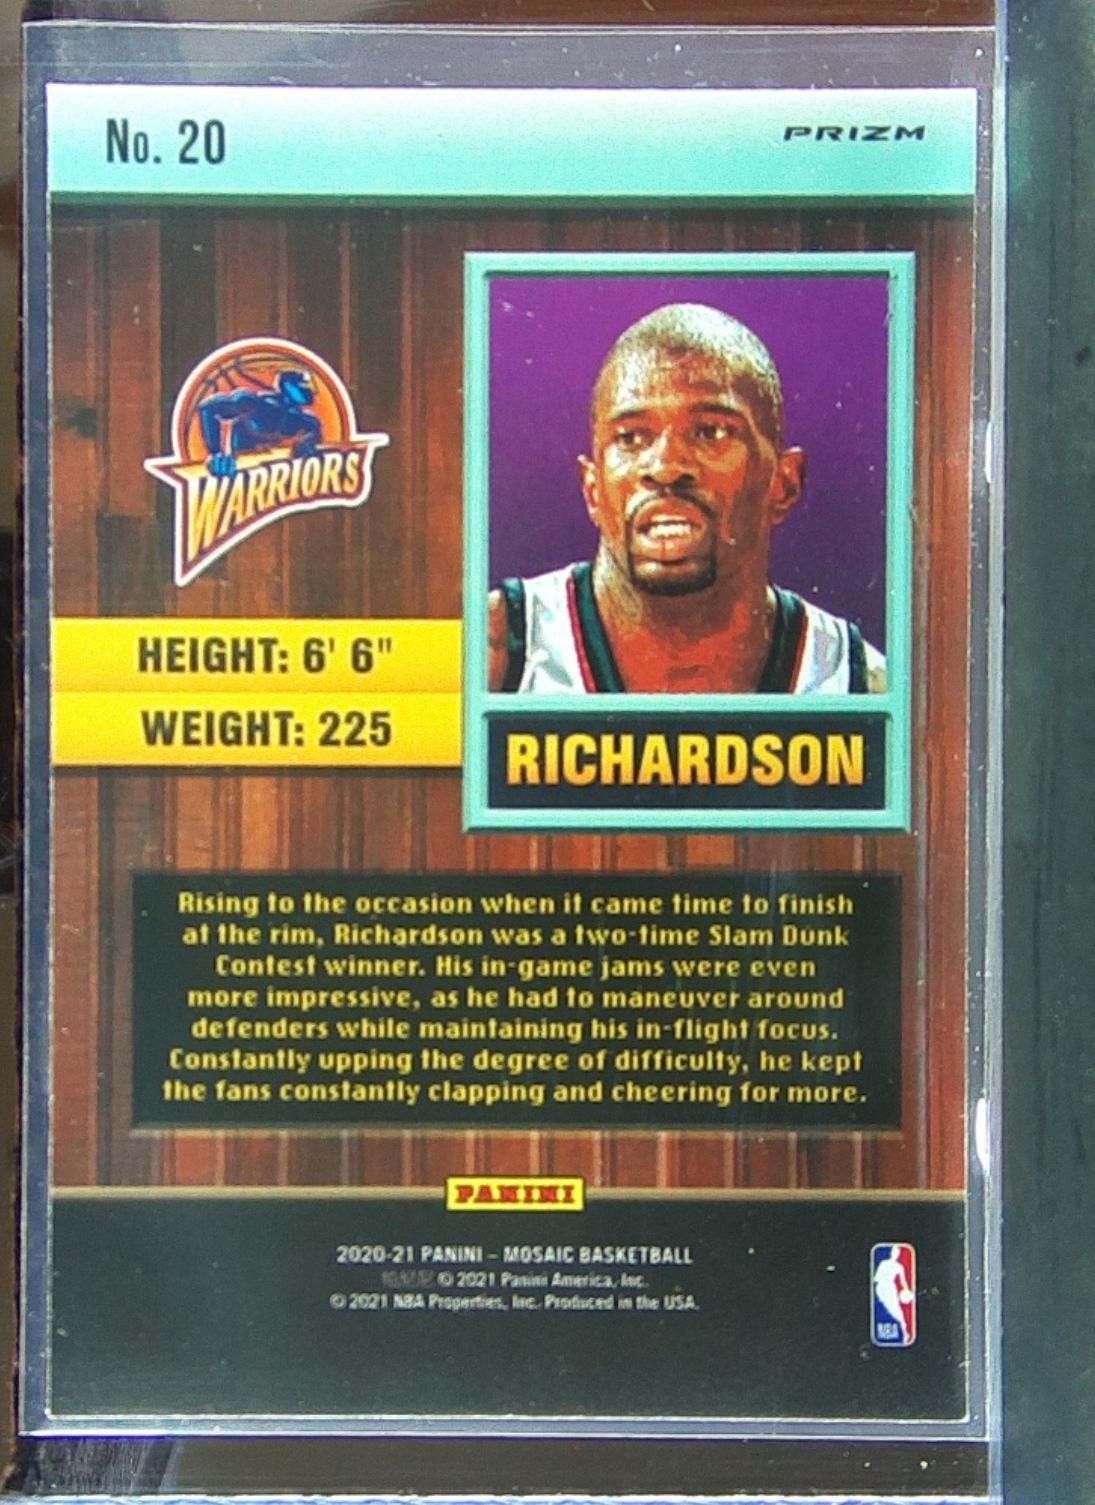 No. 20
PRIZM
WARRIORS
HEIGHT: 6' 6"
WEIGHT: 225
RICHARDSON
Rising to the occasion when it came time to finish
at the rim, Richardson was a two-time Slam Dunk
Contest winner. His in-game jams were even
more impressive, as he had to maneuver around
defenders while maintaining his in-flight focus.
Constantly upping the degree of difficulty, he kept
the fans constantly clapping and cheering for more.
PANINI
2020-21 PANINI – MOSAIC BASKETBALL
© 2021 Panini America, Inc.
© 2021 NBA Properties, Inc. Produced in the USA.
NBA